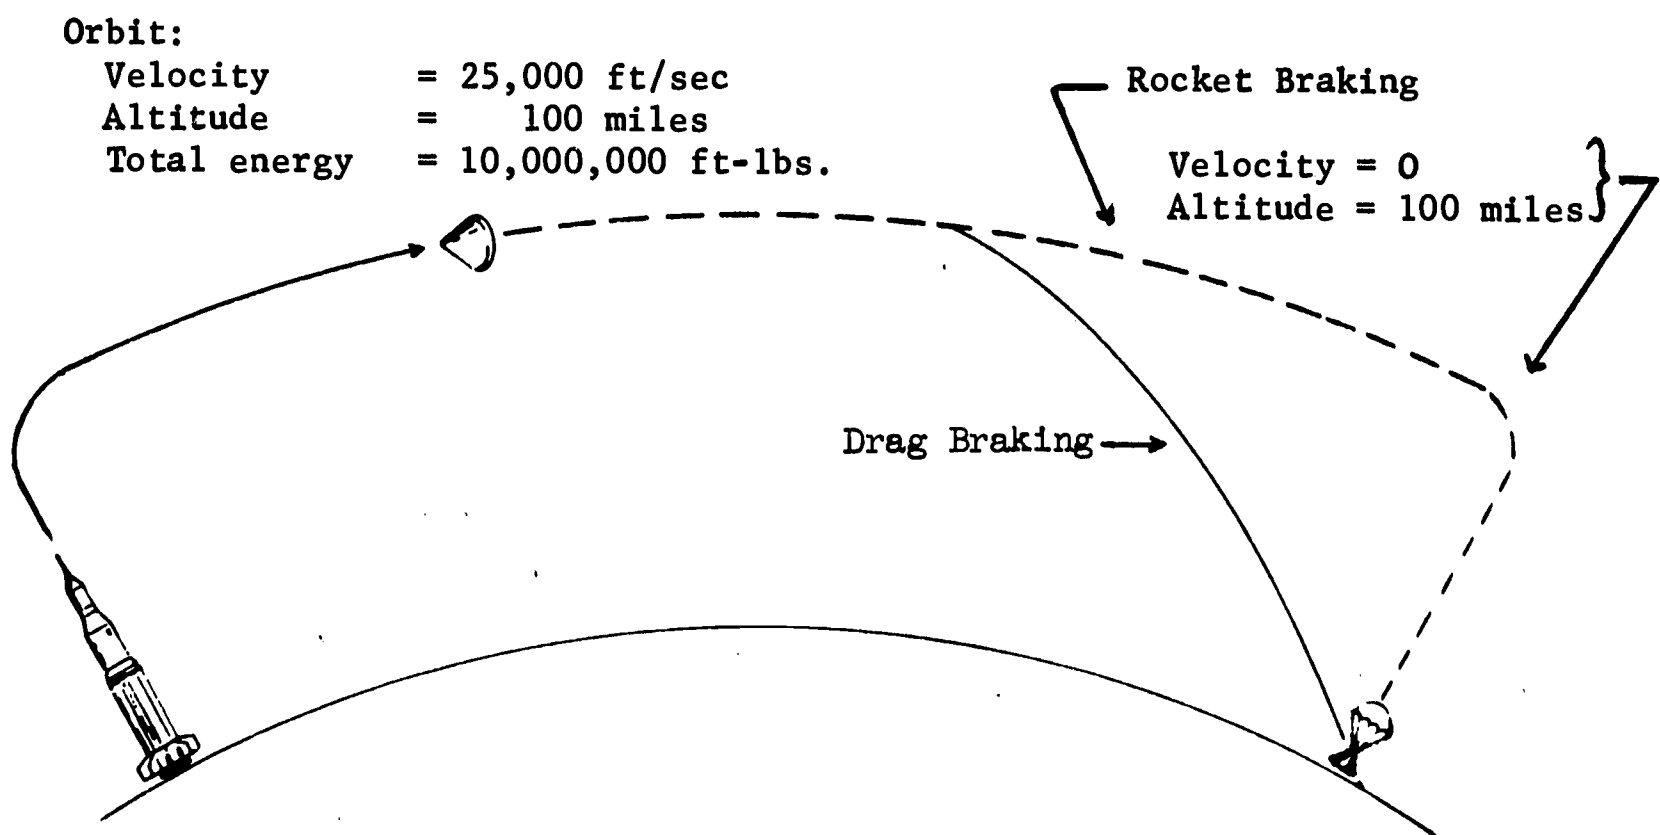 Orbit:
Velocity = 25,000 ft/sec
Altitude = 100 miles
Total energy = 10,000,000 ft-lbs.
Rocket Braking
Velocity = 0
Altitude = 100 miles
Drag Braking